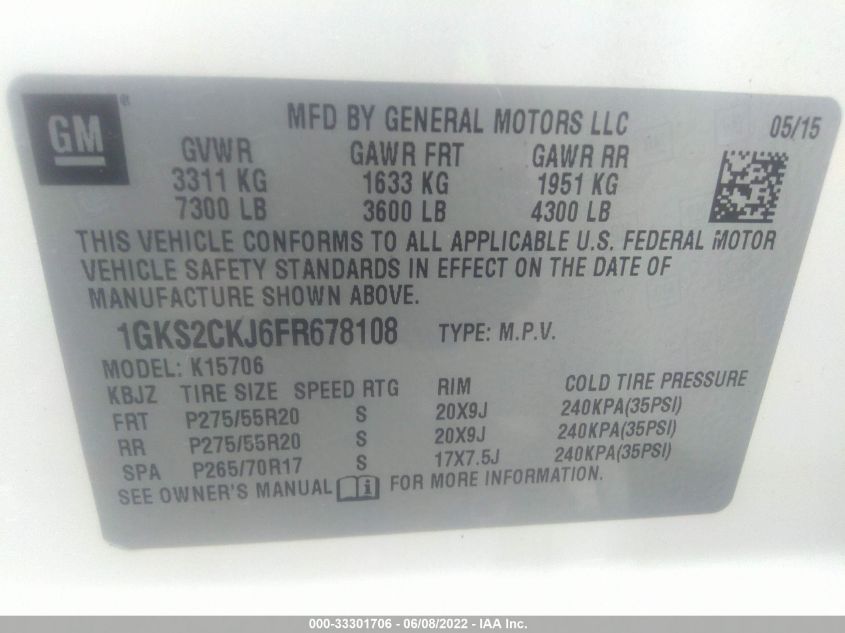 GM ®
MFD BY GENERAL MOTORS LLC 05/15
GVWR GAWR FRT GAWR RR
3311 KG 1633 KG 1951 KG
7300 LB 3600 LB 4300 LB
THIS VEHICLE CONFORMS TO ALL APPLICABLE U.S. FEDERAL MOTOR
VEHICLE SAFETY STANDARDS IN EFFECT ON THE DATE OF
MANUFACTURE SHOWN ABOVE.
1GKS2CKJ6FR678108 TYPE: M.P.V.
MODEL: K15706
KBJZ TIRE SIZE SPEED RTG RIM COLD TIRE PRESSURE
FRT P275/55R20 S 20X9J 240KPA(35PSI)
RR P275/55R20 S 20X9J 240KPA(35PSI)
SPA P265/70R17 S 17X7.5J 240KPA(35PSI)
SEE OWNER'S MANUAL i FOR MORE INFORMATION.
000-33301706 - 06/08/2022 - IAA Inc.